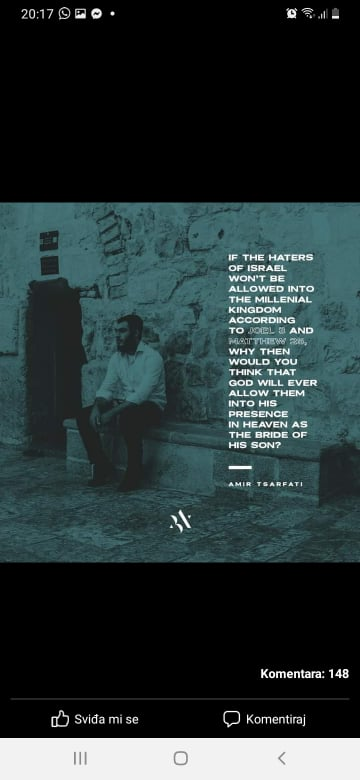 20:17
IF THE HATERS
OF ISRAEL
WON'T BE
ALLOWED INTO
THE MILLENIAL
KINGDOM
ACCORDING
TO JOEL 3 AND
MATTHEW 25,
WHY THEN
WOULD YOU
THINK THAT
GOD WILL EVER
ALLOW THEM
INTO HIS
PRESENCE
IN HEAVEN AS
THE BRIDE OF
HIS SON?
AMIR TSARFATI
Komentara: 148
Sviđa mi se
Komentiraj